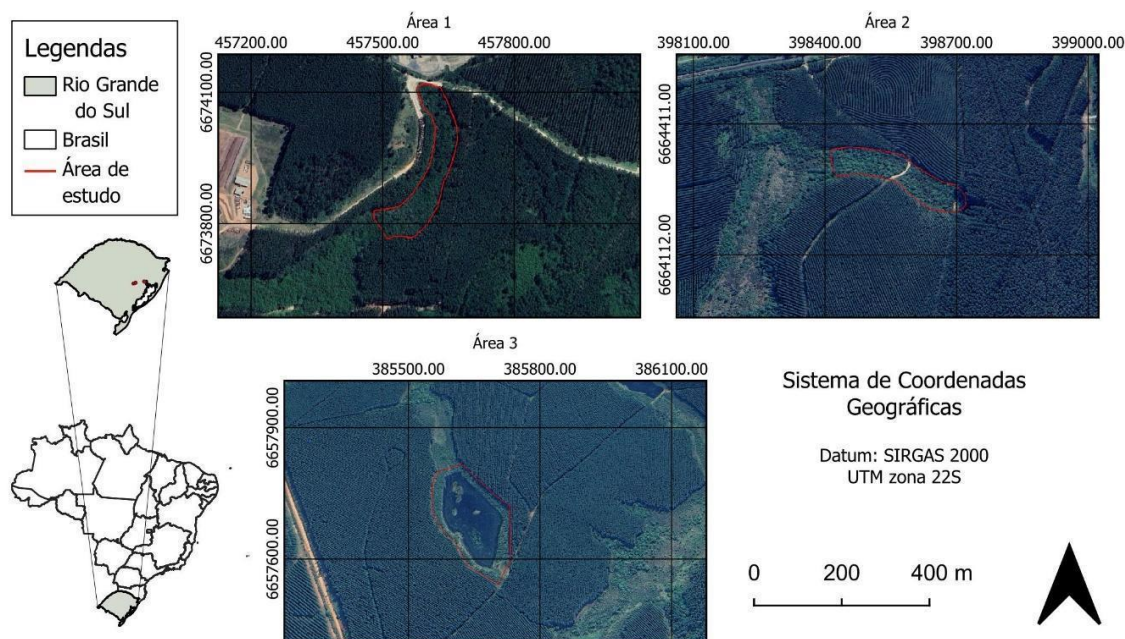 Legendas
Rio Grande
do Sul
Brasil
Área de
estudo
Área 1
457200.00 457500.00 457800.00
6674100.00
6673800.00
Área 2
398100.00 398400.00 398700.00 399000.00
6664411.00
6664112.00
Área 3
385500.00 385800.00 386100.00
6657900.00
6657600.00
Sistema de Coordenadas
Geográficas
Datum: SIRGAS 2000
UTM zona 22S
0 200 400 m